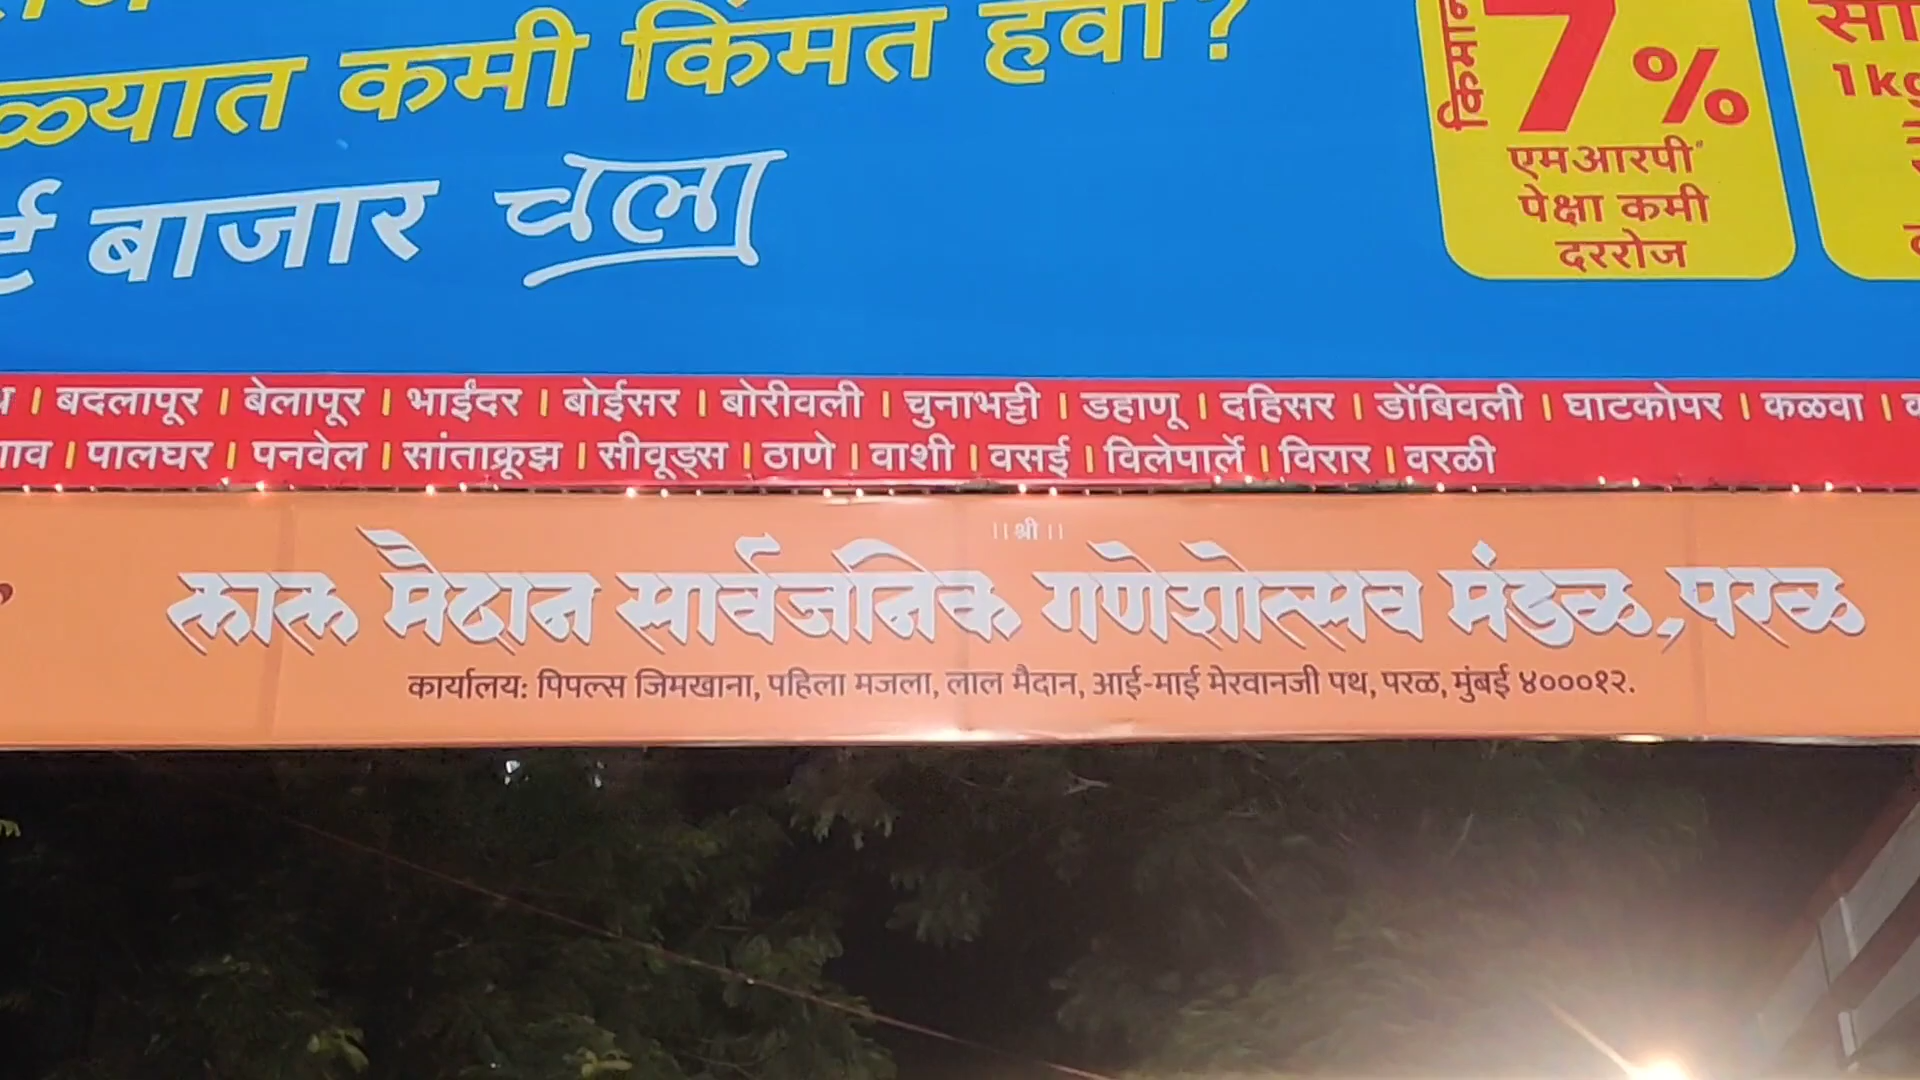 ळ्यात कमी किंमत हवी?
बाजार चला
किमान
7%
एमआरपी*
पेक्षा कमी
दररोज
1kg
| बदलापूर | बेलापूर | भाईंदर | बोईसर | बोरीवली | चुनाभट्टी | डहाणू | दहिसर | डोंबिवली | घाटकोपर | कळवा |
गाव | पालघर | पनवेल | सांताक्रूझ | सीवूड्स | ठाणे | वाशी | वसई | विलेपार्ले | विरार | वरळी
।।श्री।।
लाल मैदान सार्वजनिक गणेशोत्सव मंडळ, परळ
कार्यालय: पिपल्स जिमखाना, पहिला मजला, लाल मैदान, आई-माई मेरवानजी पथ, परळ, मुंबई ४०००१२.